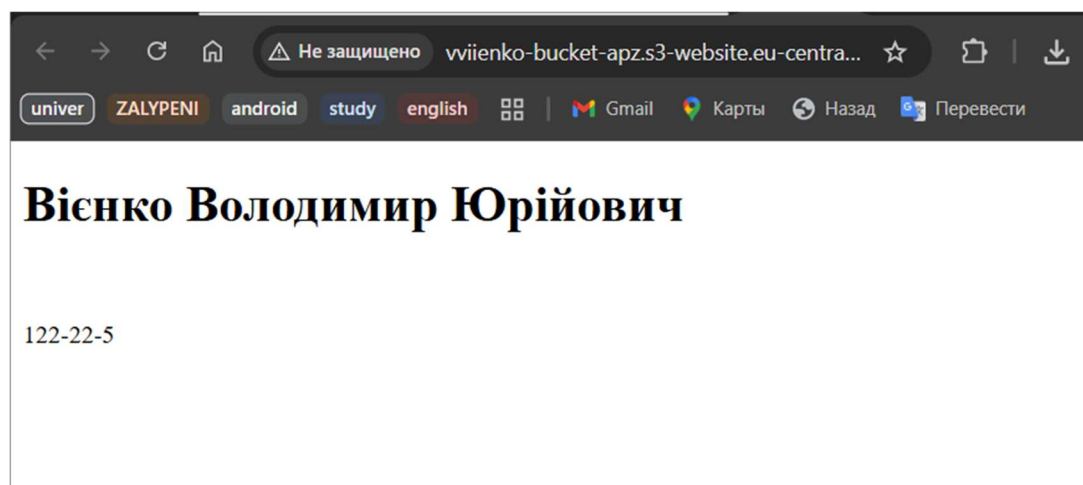 Не защищено vviienko-bucket-apz.s3-website.eu-centra...
univer ZALYPENI android study english Gmail Карты Назад Перевести
Вієнко Володимир Юрійович
122-22-5